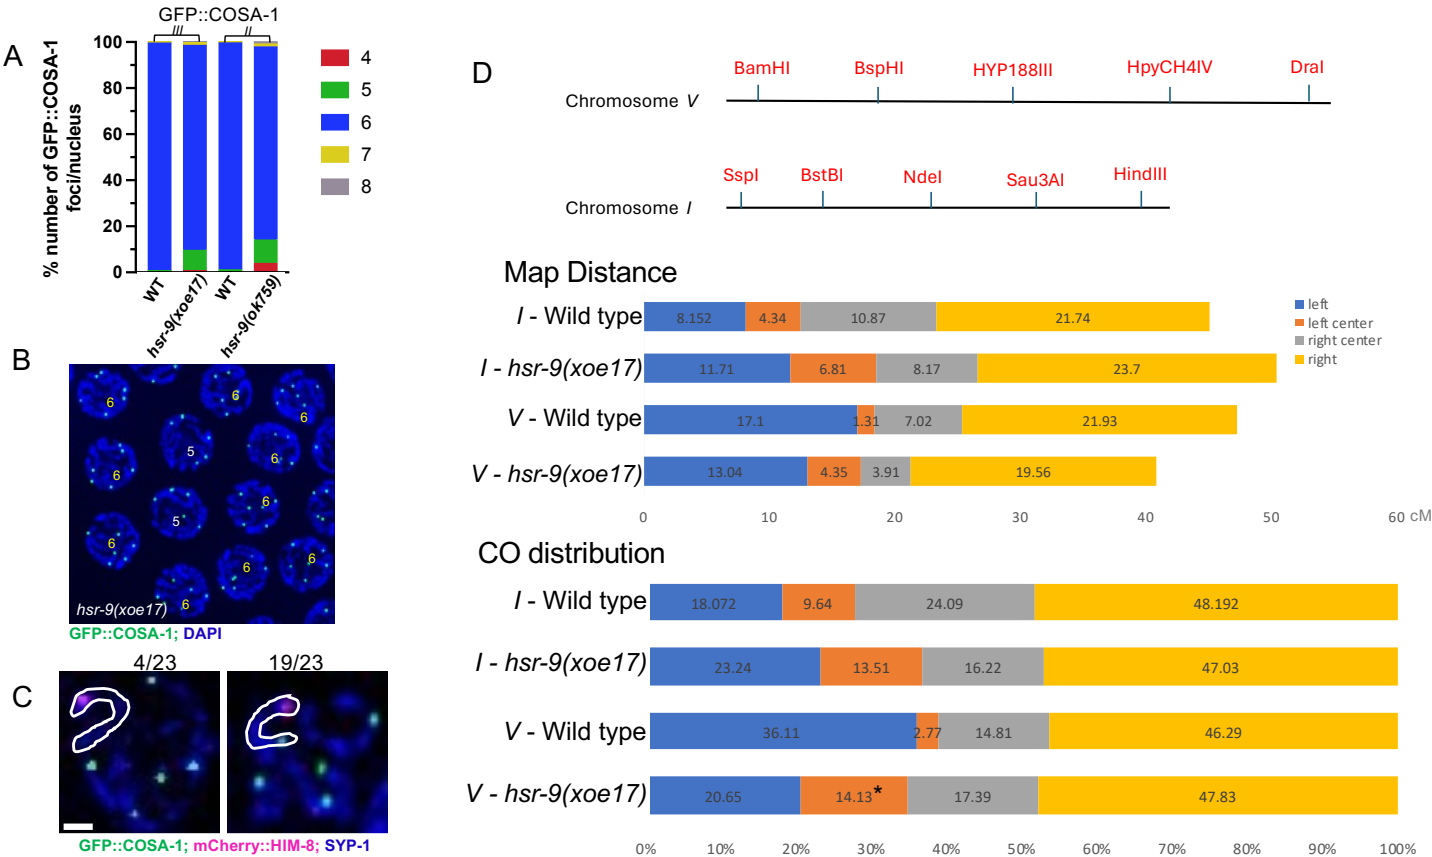 A
GFP::COSA-1
///
//
% number of GFP::COSA-1
foci/nucleus
100
80
60
40
20
0
WT
hsr-9(xoe17)
WT
hsr-9(ok759)
4
5
6
7
8
B
6
6
6
5
6
6
6
5
6
6
6
6
hsr-9(xoe17)
GFP::COSA-1; DAPI
C
4/23
19/23
GFP::COSA-1; mCherry::HIM-8; SYP-1
D
BamHI
BspHI
HYP188III
HpyCH4IV
DraI
Chromosome V
SspI
BstBI
NdeI
Sau3AI
HindIII
Chromosome I
Map Distance
I - Wild type
8.152
4.34
10.87
21.74
I - hsr-9(xoe17)
11.71
6.81
8.17
23.7
V - Wild type
17.1
1.31
7.02
21.93
V - hsr-9(xoe17)
13.04
4.35
3.91
19.56
0
10
20
30
40
50
60 cM
left
left center
right center
right
CO distribution
I - Wild type
18.072
9.64
24.09
48.192
I - hsr-9(xoe17)
23.24
13.51
16.22
47.03
V - Wild type
36.11
2.77
14.81
46.29
V - hsr-9(xoe17)
20.65
14.13*
17.39
47.83
0%
10%
20%
30%
40%
50%
60%
70%
80%
90%
100%